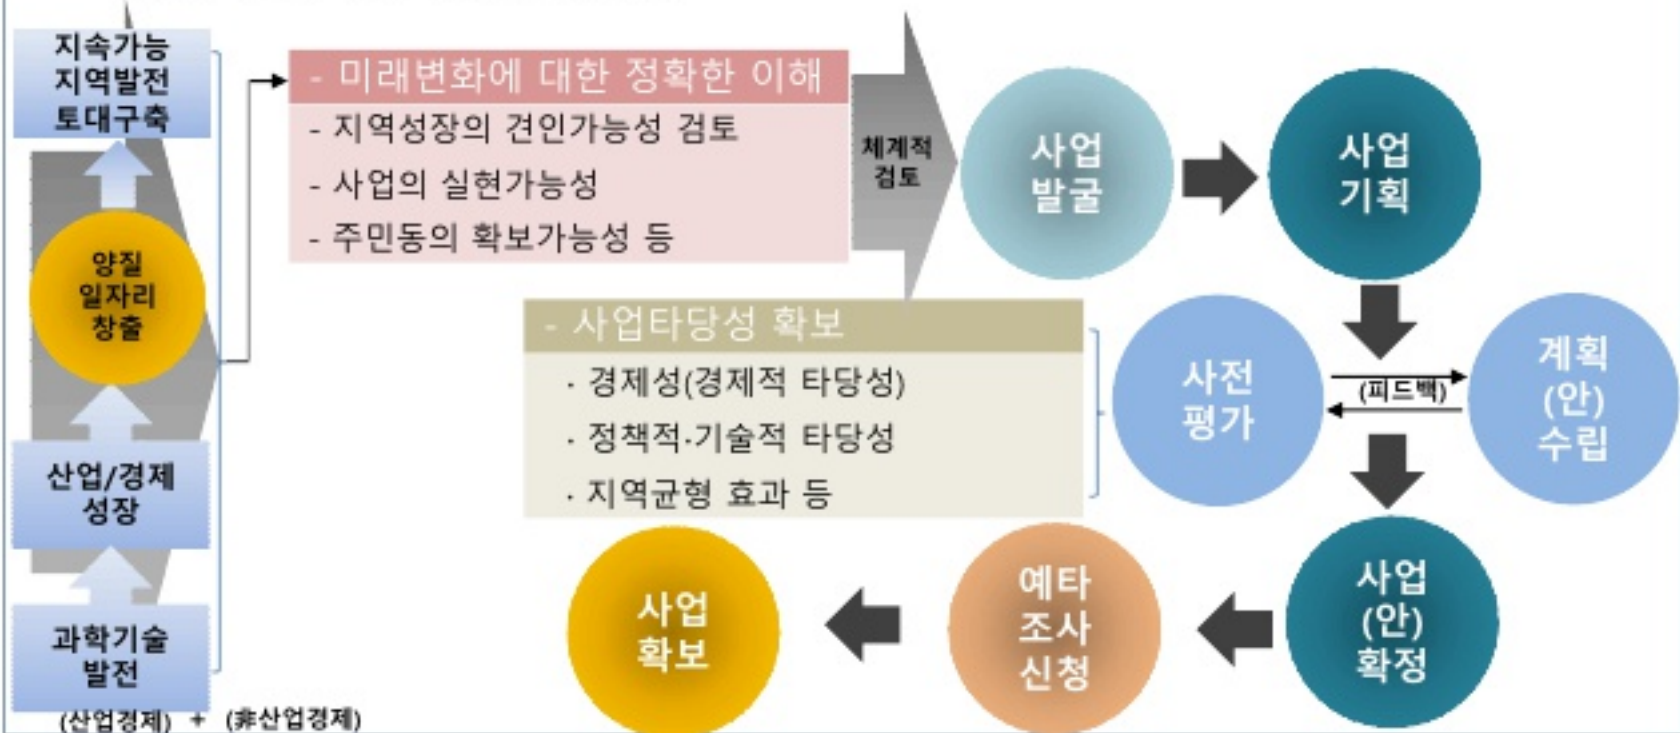 지속가능
지역발전
토대구축
양질
일자리
창출
산업/경제
성장
과학기술
발전
(산업경제) + (非산업경제)
- 미래변화에 대한 정확한 이해
- 지역성장의 견인가능성 검토
- 사업의 실현가능성
- 주민동의 확보가능성 등
체계적
검토
사업
발굴
사업
기획
- 사업타당성 확보
· 경제성(경제적 타당성)
· 정책적·기술적 타당성
· 지역균형 효과 등
사전
평가
(피드백)
계획
(안)
수립
사업
(안)
확정
예타
조사
신청
사업
확보